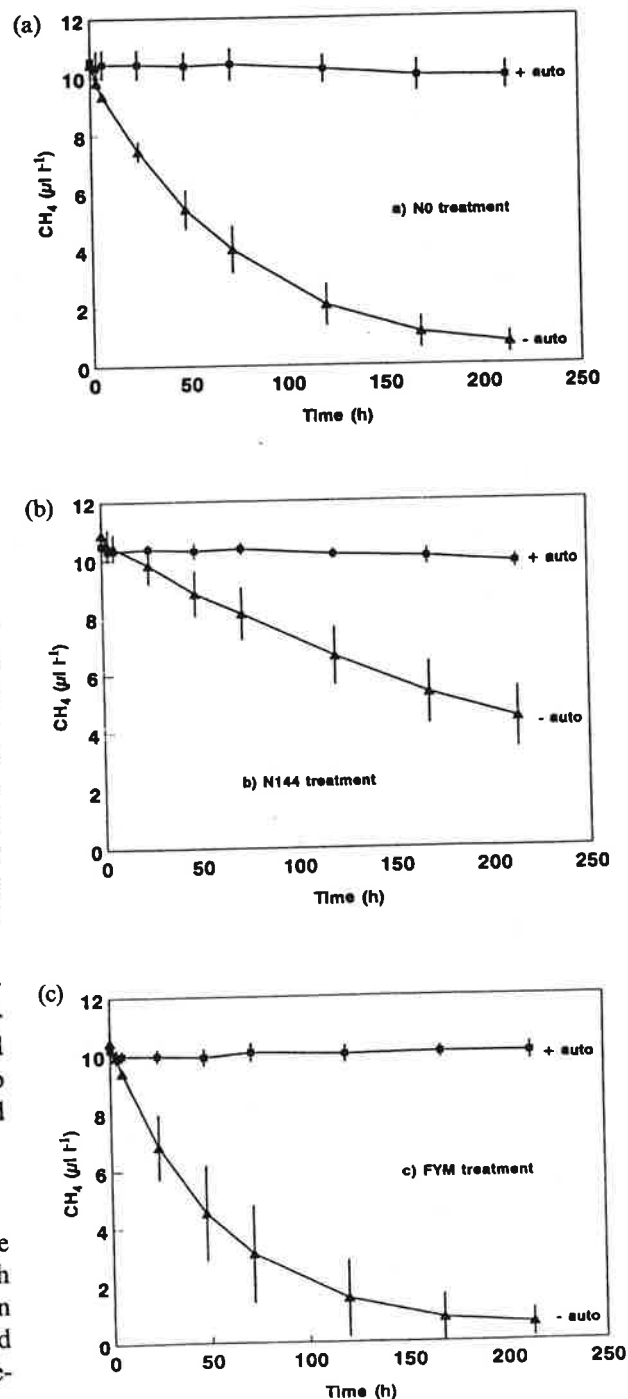 (a)
12
10
8
6
4
2
0
CH₄ (µl l⁻¹)
+ auto
a) N0 treatment
- auto
0 50 100 150 200 250
Time (h)
(b)
12
10
8
6
4
2
0
CH₄ (µl l⁻¹)
+ auto
- auto
b) N144 treatment
0 50 100 150 200 250
Time (h)
(c)
12
10
8
6
4
2
0
CH₄ (µl l⁻¹)
+ auto
c) FYM treatment
- auto
0 50 100 150 200 250
Time (h)